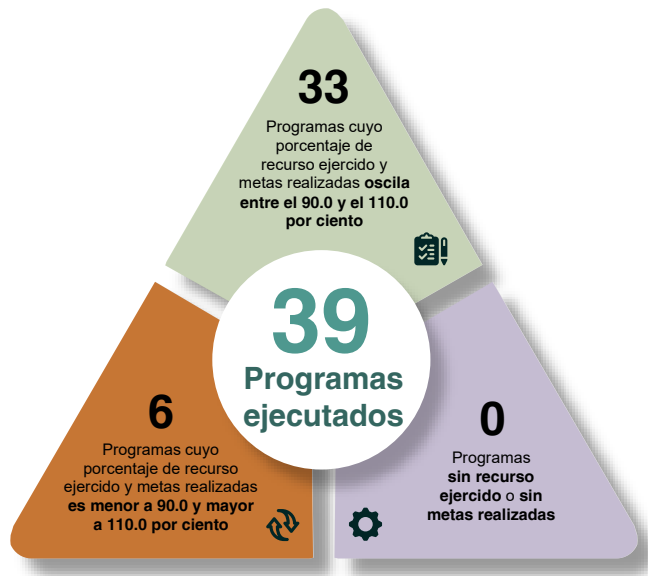 33
Programas cuyo
porcentaje de
recurso ejercido y
metas realizadas oscila
entre el 90.0 y el 110.0
por ciento
39
Programas
ejecutados
6
Programas cuyo
porcentaje de recurso
ejercido y metas realizadas
es menor a 90.0 y mayor
a 110.0 por ciento
0
Programas
sin recurso
ejercido o sin
metas realizadas